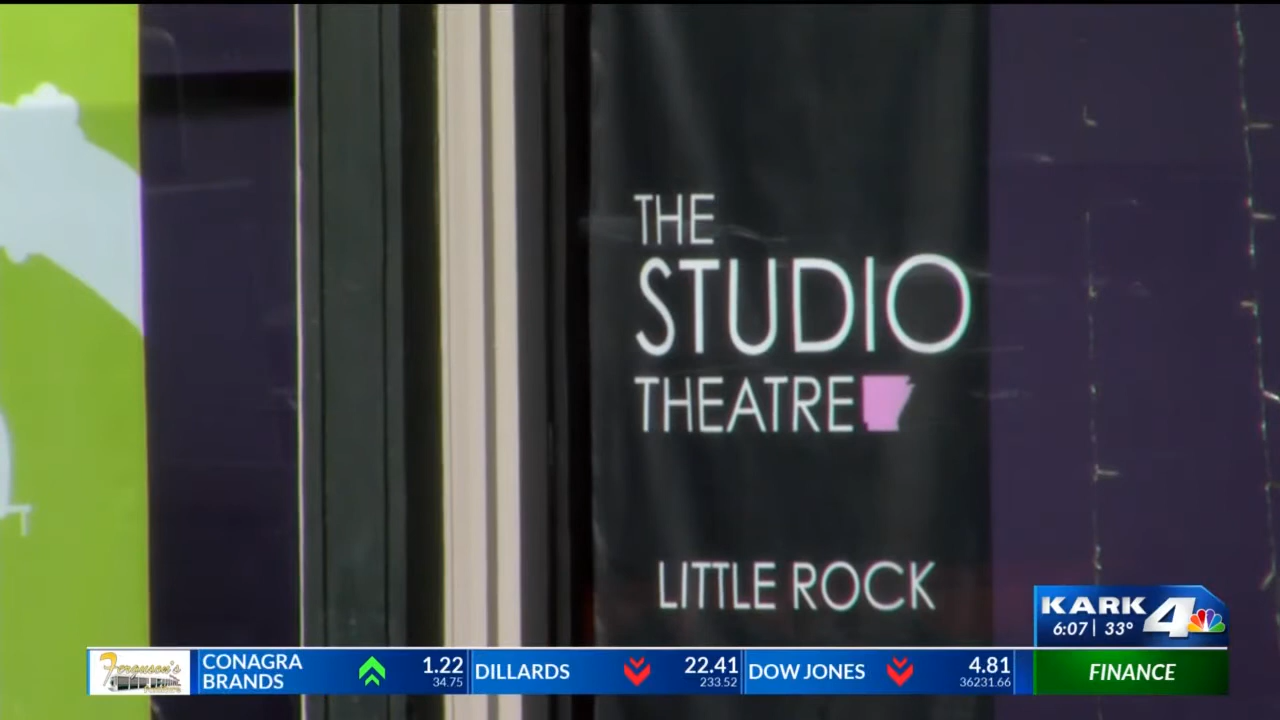 THE
STUDIO
THEATRE
LITTLE ROCK
KARK 4
6:07 | 33°
Ferguson's
CONAGRA BRANDS 1.22 34.75
DILLARDS 22.41 233.52
DOW JONES 4.81 36231.66
FINANCE